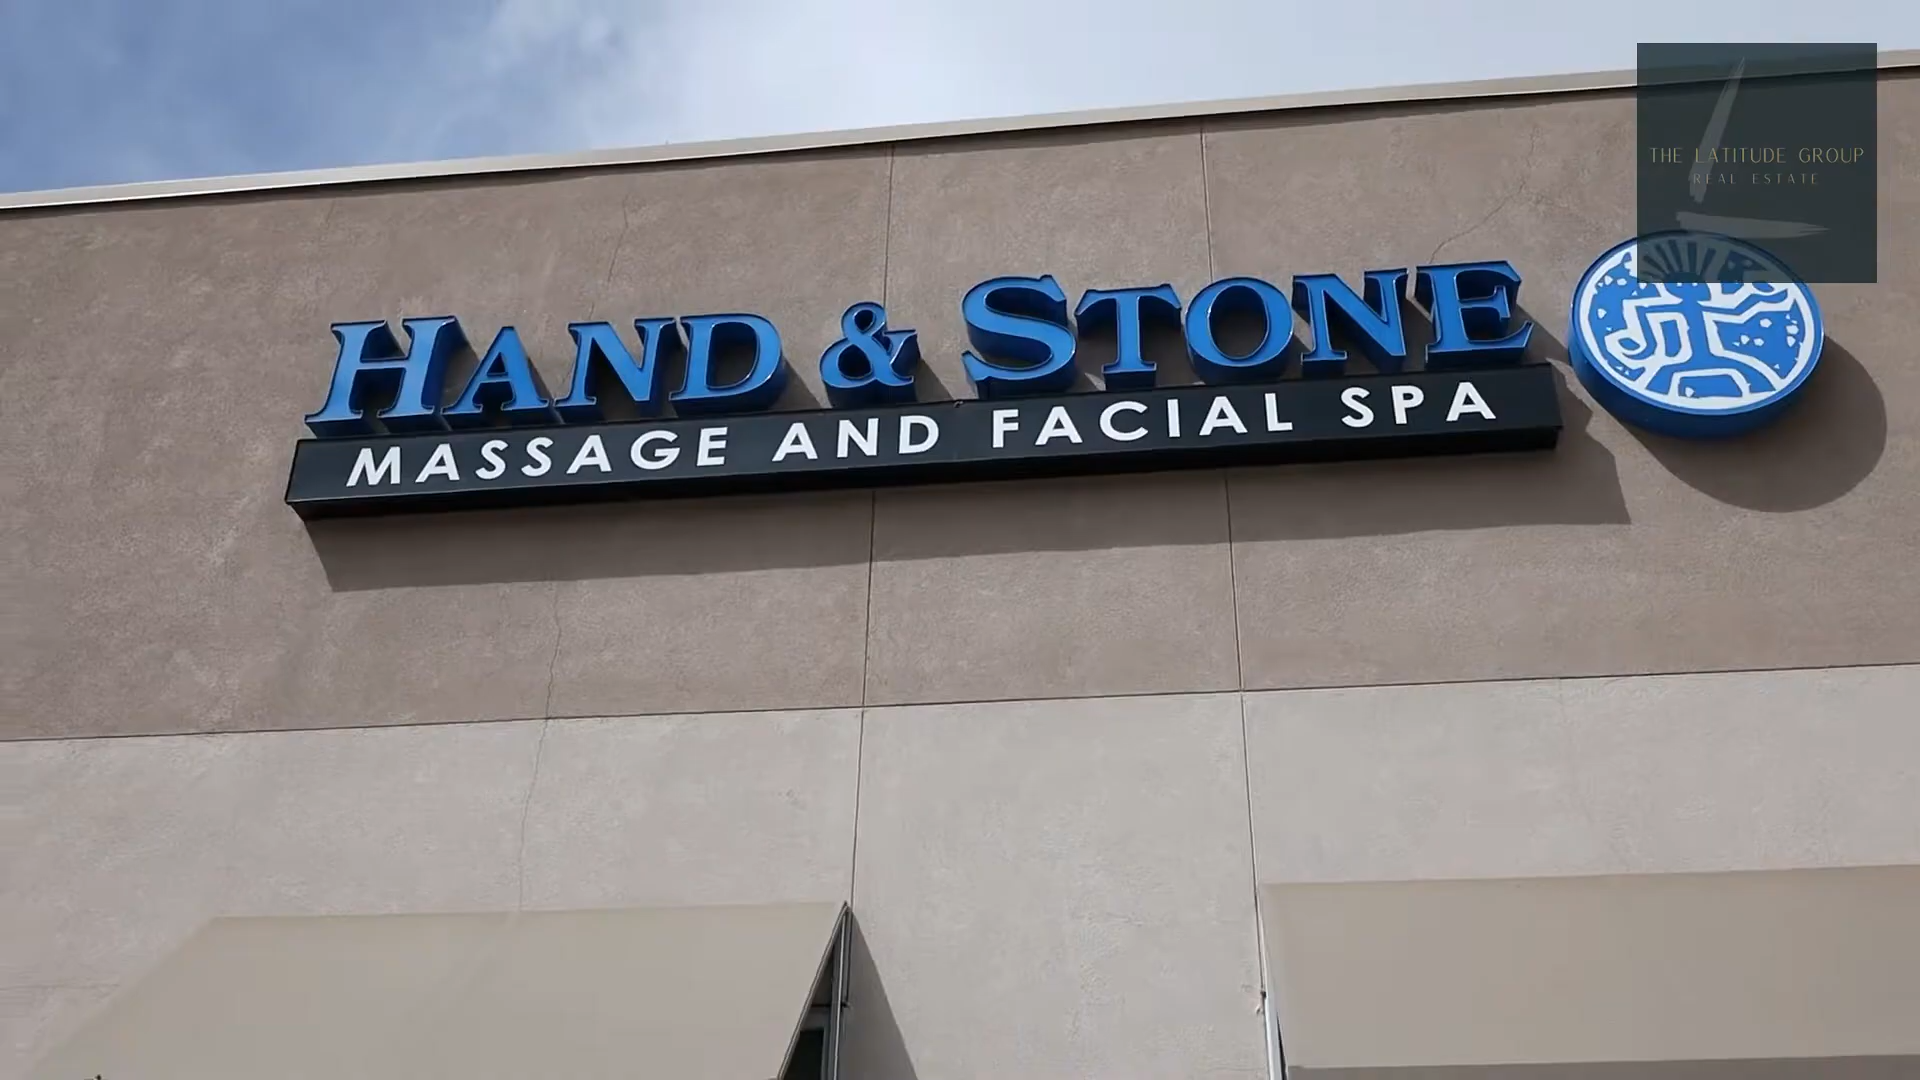 THE LATITUDE GROUP
REAL ESTATE
HAND & STONE
MASSAGE AND FACIAL SPA